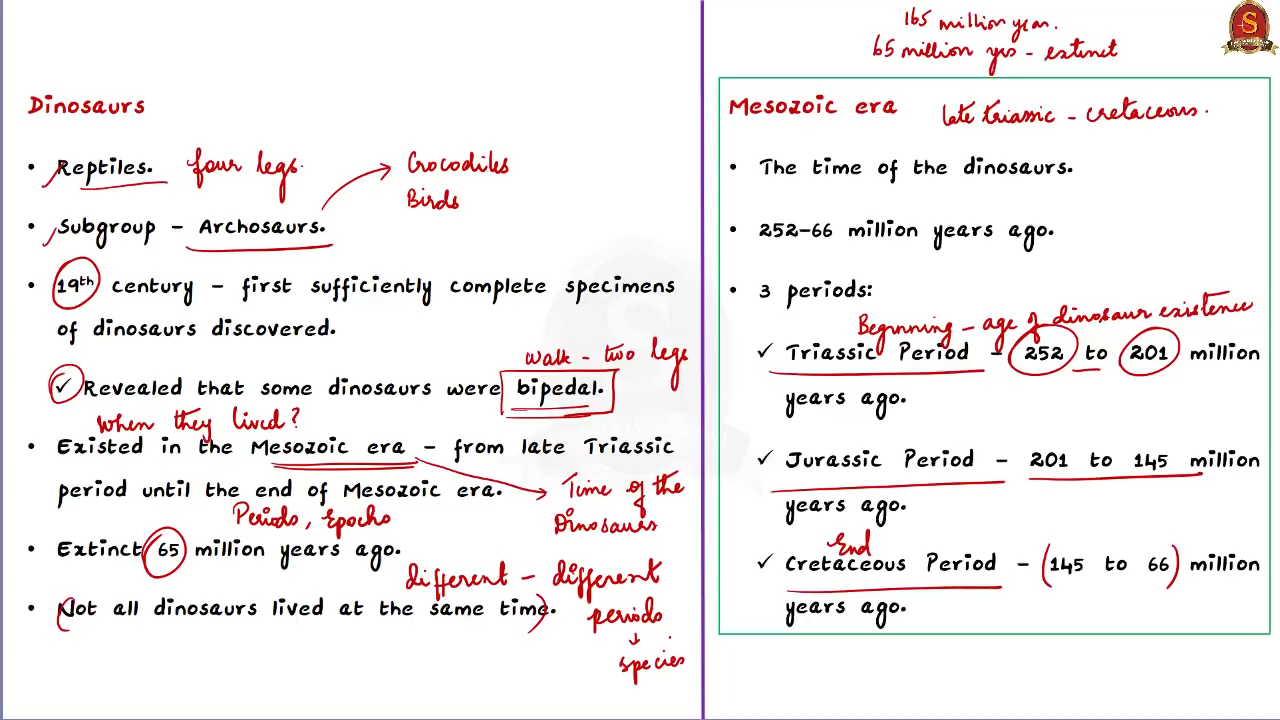 Dinosaurs
• Reptiles. four legs.
Crocodiles
Birds
• Subgroup - Archosaurs.
• 19th century - first sufficiently complete specimens
of dinosaurs discovered.
walk - two legs
✓ Revealed that some dinosaurs were bipedal.
when they lived?
• Existed in the Mesozoic era - from late Triassic
period until the end of Mesozoic era.
Time of the
Dinosaurs
Periods, Epochs
• Extinct 65 million years ago.
different - different
periods
species
• Not all dinosaurs lived at the same time.
165 million year.
65 million yrs - extinct
S
Mesozoic era late triassic - cretaceous.
• The time of the dinosaurs.
• 252-66 million years ago.
• 3 periods:
Beginning - age of dinosaur existence
✓ Triassic Period - 252 to 201 million
years ago.
✓ Jurassic Period - 201 to 145 million
years ago.
End
✓ Cretaceous Period - (145 to 66) million
years ago.